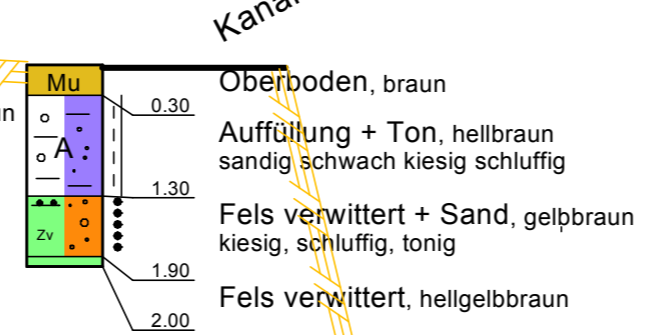 Kanal
Mu
Oberboden, braun
0.30
A
Auffüllung + Ton, hellbraun
sandig schwach kiesig schluffig
1.30
Zv
Fels verwittert + Sand, gelbbraun
kiesig, schluffig, tonig
1.90
Fels verwittert, hellgelbbraun
2.00